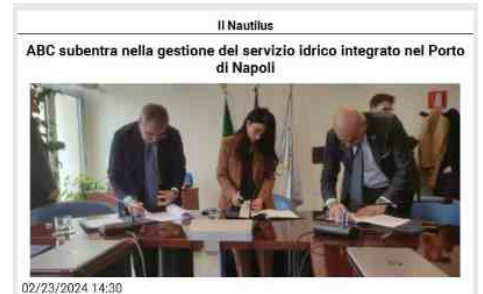 Il Nautilus
ABC subentra nella gestione del servizio idrico integrato nel Porto
di Napoli
02/23/2024 14:30